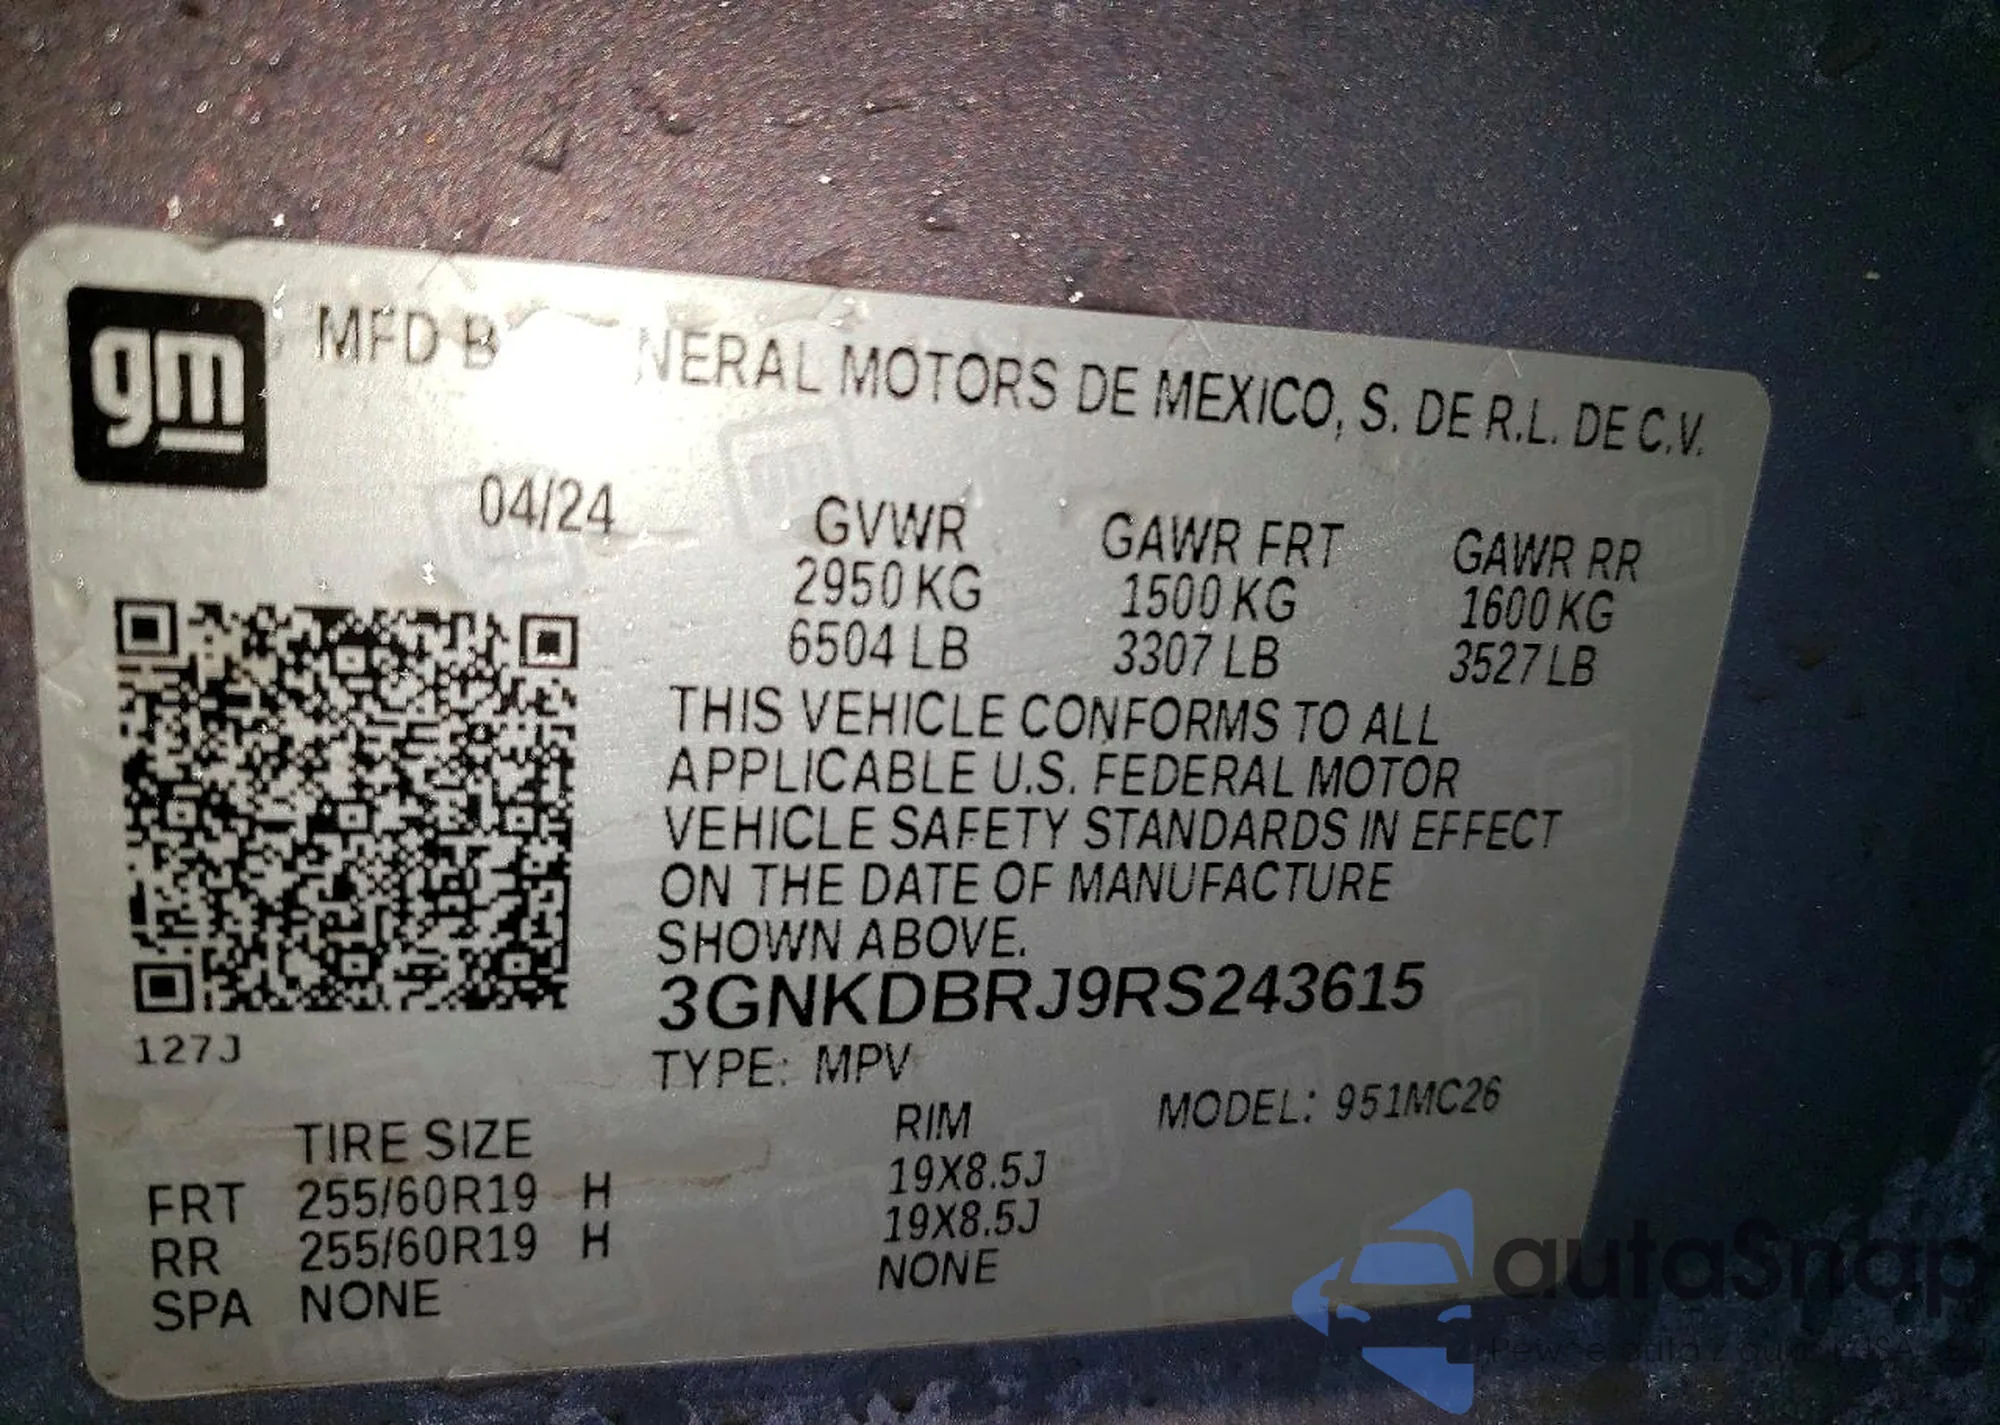 gm
MFD B NERAL MOTORS DE MEXICO, S. DE R.L. DE C.V.
04/24
GVWR GAWR FRT GAWR RR
2950 KG 1500 KG 1600 KG
6504 LB 3307 LB 3527 LB
THIS VEHICLE CONFORMS TO ALL
APPLICABLE U.S. FEDERAL MOTOR
VEHICLE SAFETY STANDARDS IN EFFECT
ON THE DATE OF MANUFACTURE
SHOWN ABOVE.
3GNKDBRJ9RS243615
127J
TYPE: MPV
MODEL: 951MC26
TIRE SIZE RIM
FRT 255/60R19 H 19X8.5J
RR 255/60R19 H 19X8.5J
SPA NONE NONE
autaSnap